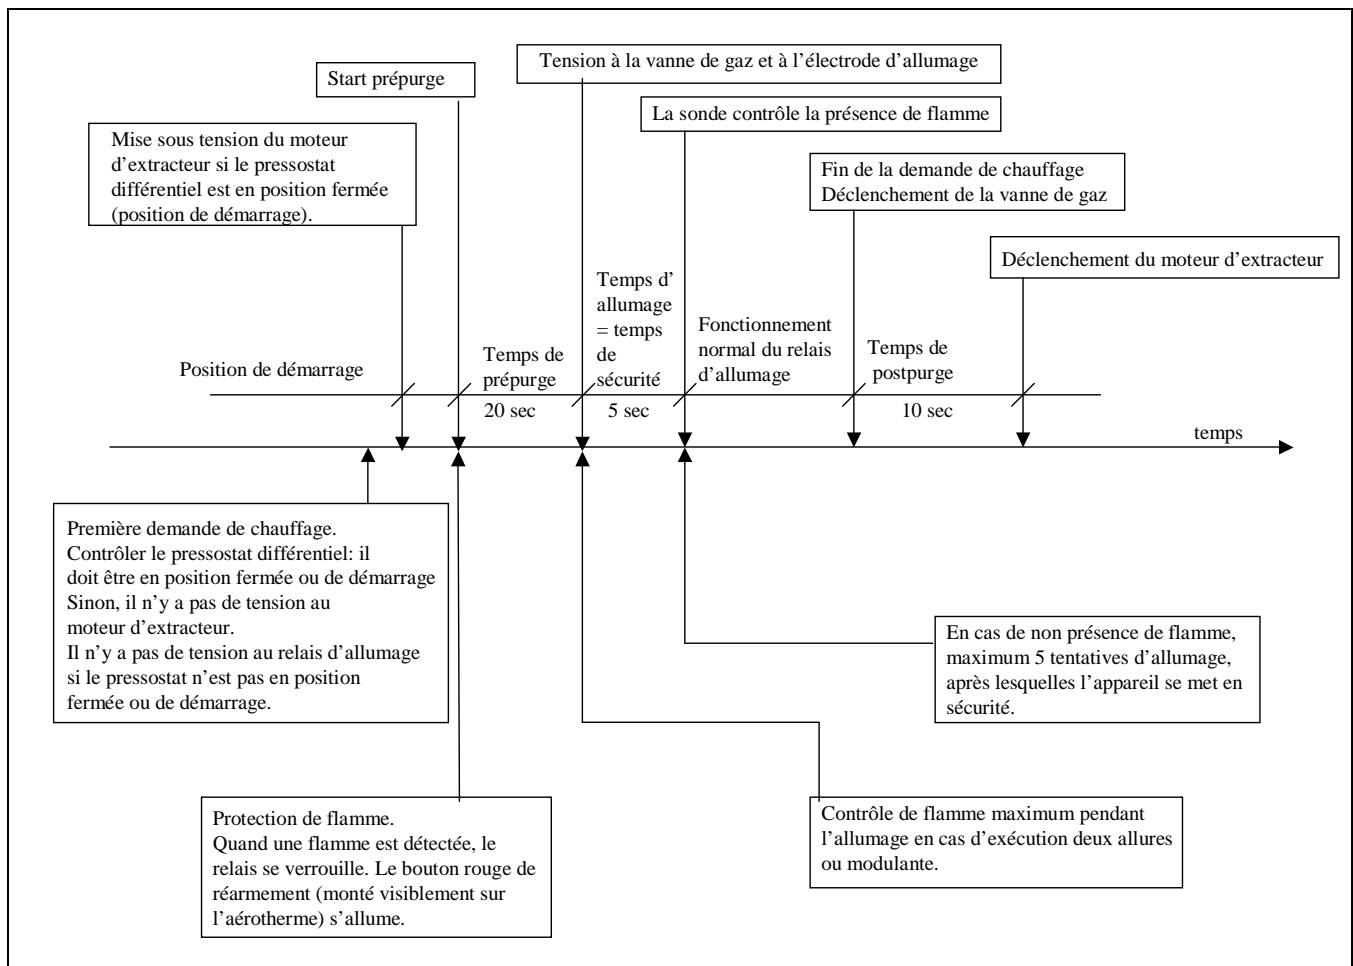 Tension à la vanne de gaz et à l’électrode d’allumage
Start prépurge
La sonde contrôle la présence de flamme
Mise sous tension du moteur
d’extracteur si le pressostat
différentiel est en position fermée
(position de démarrage).
Fin de la demande de chauffage
Déclenchement de la vanne de gaz
Déclenchement du moteur d’extracteur
Position de démarrage
Temps de
prépurge
20 sec
Temps d’
allumage
= temps
de
sécurité
5 sec
Fonctionnement
normal du relais
d’allumage
Temps de
postpurge
10 sec
temps
Première demande de chauffage.
Contrôler le pressostat différentiel: il
doit être en position fermée ou de démarrage
Sinon, il n’y a pas de tension au
moteur d’extracteur.
Il n’y a pas de tension au relais d’allumage
si le pressostat n’est pas en position
fermée ou de démarrage.
En cas de non présence de flamme,
maximum 5 tentatives d’allumage,
après lesquelles l’appareil se met en
sécurité.
Protection de flamme.
Quand une flamme est détectée, le
relais se verrouille. Le bouton rouge de
réarmement (monté visiblement sur
l’aérotherme) s’allume.
Contrôle de flamme maximum pendant
l’allumage en cas d’exécution deux allures
ou modulante.